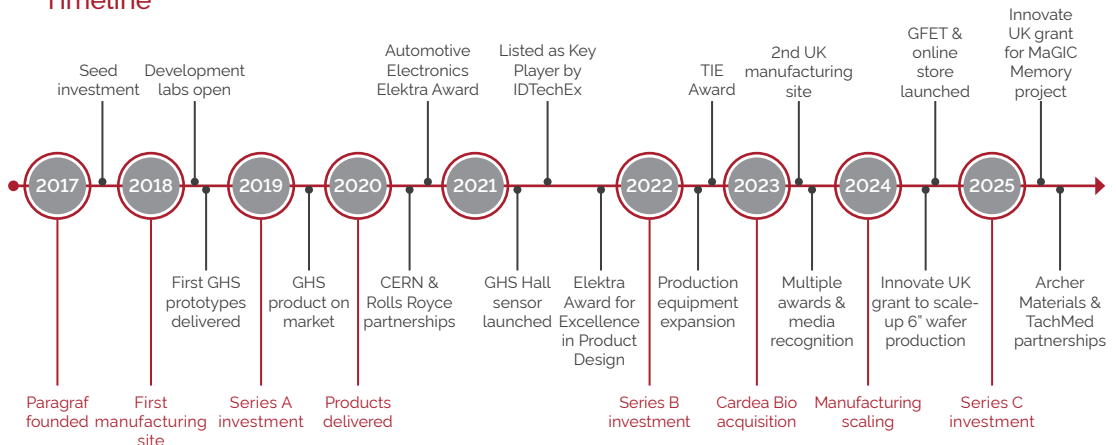 Timeline
Seed
investment
Development
labs open
Automotive
Electronics
Elektra Award
Listed as Key
Player by
IDTechEx
TIE
Award
2nd UK
manufacturing
site
GFET &
online
store
launched
Innovate
UK grant
for MaGIC
Memory
project
2017
2018
2019
2020
2021
2022
2023
2024
2025
First GHS
prototypes
delivered
GHS
product on
market
CERN &
Rolls Royce
partnerships
GHS Hall
sensor
launched
Elektra
Award for
Excellence
in Product
Design
Production
equipment
expansion
Multiple
awards &
media
recognition
Innovate UK
grant to scale-
up 6" wafer
production
Archer
Materials &
TachMed
partnerships
Paragraf
founded
First
manufacturing
site
Series A
investment
Products
delivered
Series B
investment
Cardea Bio
acquisition
Manufacturing
scaling
Series C
investment